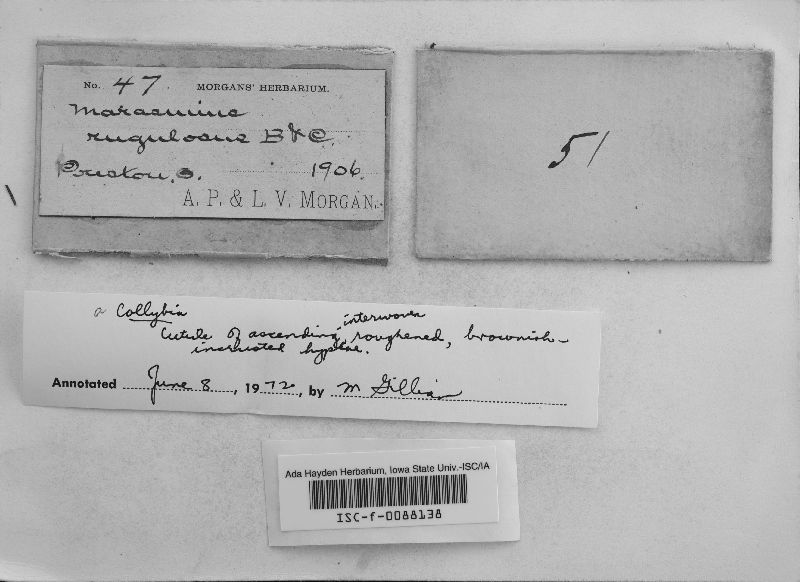 No. 47. MORGANS' HERBARIUM.
Marasmius
rugulosus B & C.
Preston, O. 1906.
A. P. & L. V. MORGAN.
51
a Collybia
interwoven
Cuticle of ascending, roughened, brownish-
incrusted hyphae.
Annotated June 8, 1972, by M Gilliam
Ada Hayden Herbarium, Iowa State Univ.-ISC/IA
ISC-f-0088138